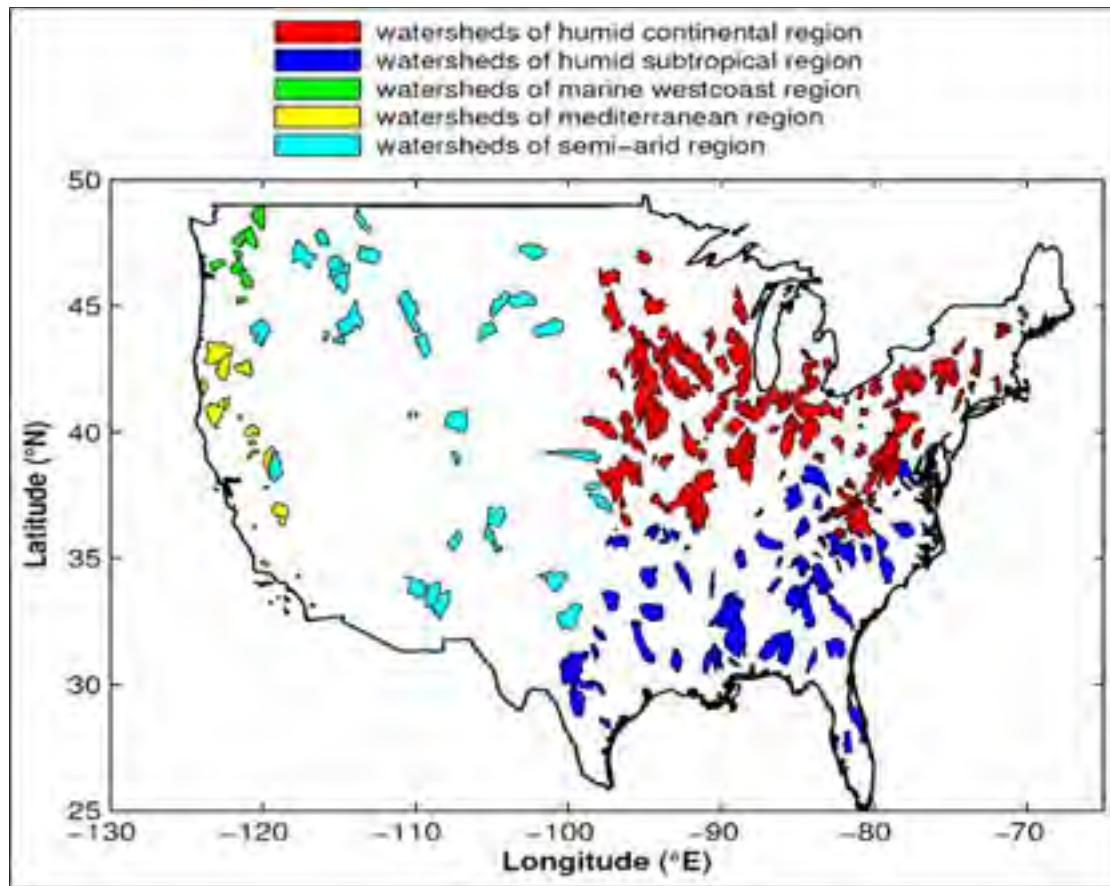 watersheds of humid continental region
watersheds of humid subtropical region
watersheds of marine westcoast region
watersheds of mediterranean region
watersheds of semi-arid region
50
45
40
35
30
25
Latitude (°N)
-130 -120 -110 -100 -90 -80 -70
Longitude (°E)